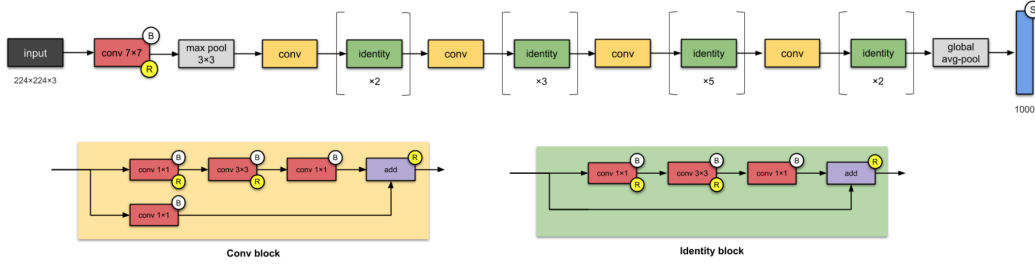 input
224×224×3
conv 7×7
B
R
max pool
3×3
conv
identity
×2
conv
identity
×3
conv
identity
×5
conv
identity
×2
global
avg-pool
S
1000
conv 1×1
B
R
conv 3×3
B
R
conv 1×1
B
add
R
conv 1×1
B
Conv block
conv 1×1
B
R
conv 3×3
B
R
conv 1×1
B
add
R
Identity block